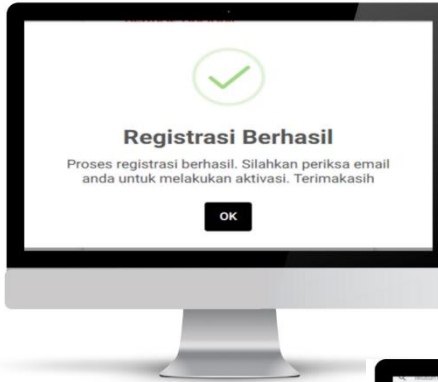 Registrasi Berhasil
Proses registrasi berhasil. Silahkan periksa email
anda untuk melakukan aktivasi. Terimakasih
OK